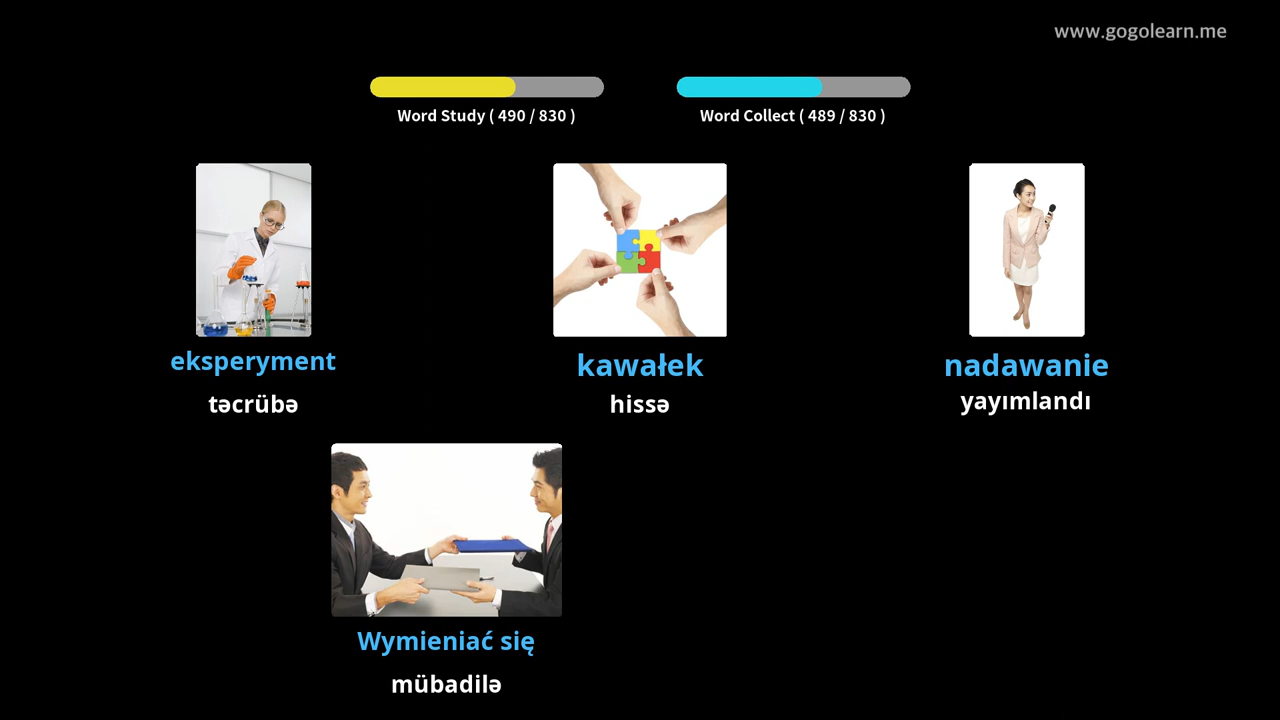 www.gogolearn.me
Word Study ( 490 / 830 )
Word Collect ( 489 / 830 )
eksperyment
təcrübə
kawałek
hissə
nadawanie
yayımlandı
Wymieniać się
mübadilə